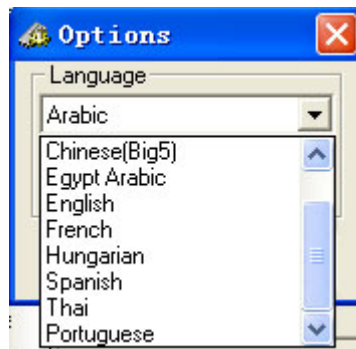 Options
Language
Arabic
Chinese(Big5)
Egypt Arabic
English
French
Hungarian
Spanish
Thai
Portuguese